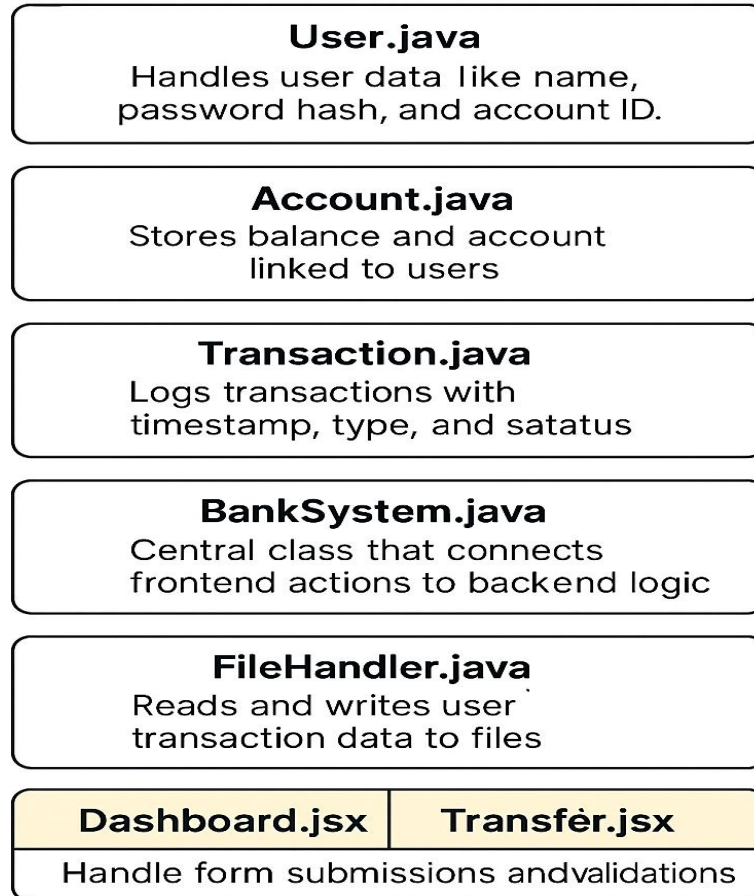 User.java
Handles user data like name,
password hash, and account ID.
Account.java
Stores balance and account
linked to users
Transaction.java
Logs transactions with
timestamp, type, and satatus
BankSystem.java
Central class that connects
frontend actions to backend logic
FileHandler.java
Reads and writes user
transaction data to files
Dashboard.jsx Transfer.jsx
Handle form submissions andvalidations